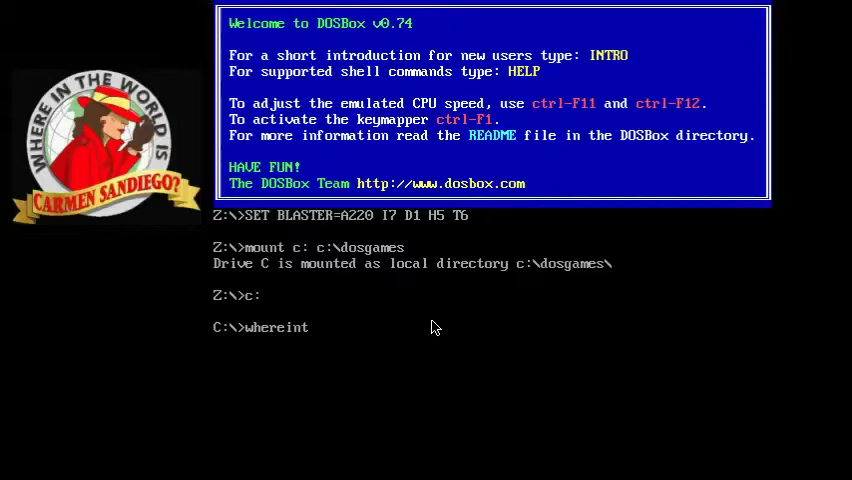 WHERE IN THE WORLD IS
CARMEN SANDIEGO?
Welcome to DOSBox v0.74
For a short introduction for new users type: INTRO
For supported shell commands type: HELP
To adjust the emulated CPU speed, use ctrl-F11 and ctrl-F12.
To activate the keymapper ctrl-F1.
For more information read the README file in the DOSBox directory.
HAVE FUN!
The DOSBox Team http://www.dosbox.com
Z:\>SET BLASTER=A220 I7 D1 H5 T6
Z:\>mount c: c:\dosgames
Drive C is mounted as local directory c:\dosgames\
Z:\>c:
C:\>whereint